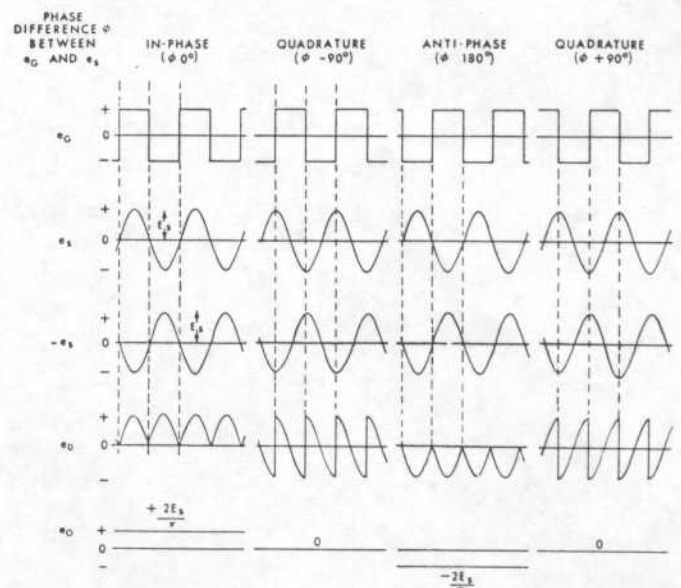 PHASE
DIFFERENCE ϕ
BETWEEN
eG AND es
IN-PHASE
(ϕ 0°)
QUADRATURE
(ϕ -90°)
ANTI-PHASE
(ϕ 180°)
QUADRATURE
(ϕ +90°)
eG
+
0
−
es
+
0
−
Es
-es
+
0
−
Es
eD
+
0
−
eO
+
0
−
+ 2Es
π
0
-2Es
0